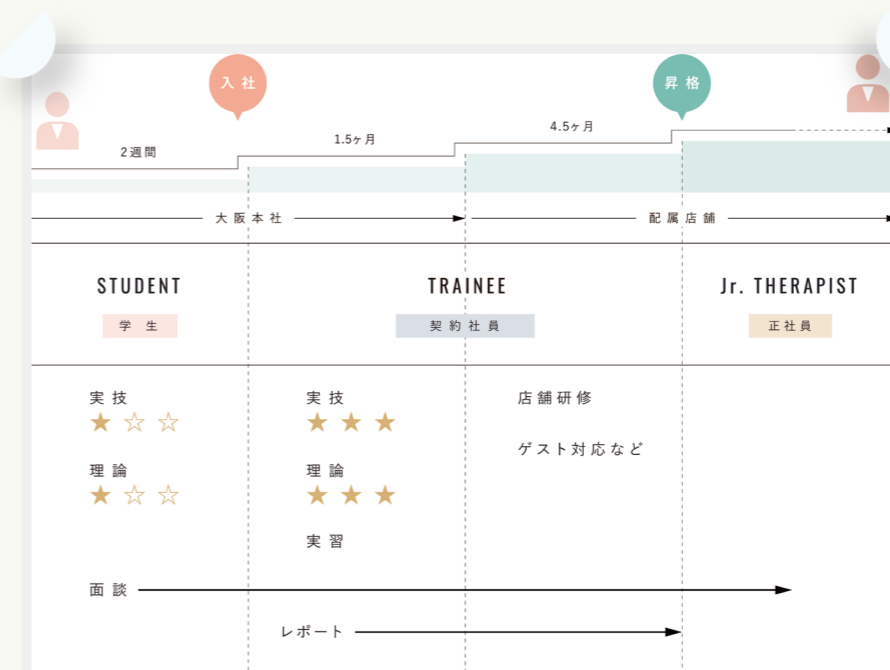 入社
昇格
2週間
1.5ヶ月
4.5ヶ月
大阪本社
配属店舗
STUDENT
TRAINEE
Jr. THERAPIST
学生
契約社員
正社員
実技
★☆☆
実技
★★★
店舗研修
ゲスト対応など
理論
★☆☆
理論
★★★
実習
面談
レポート